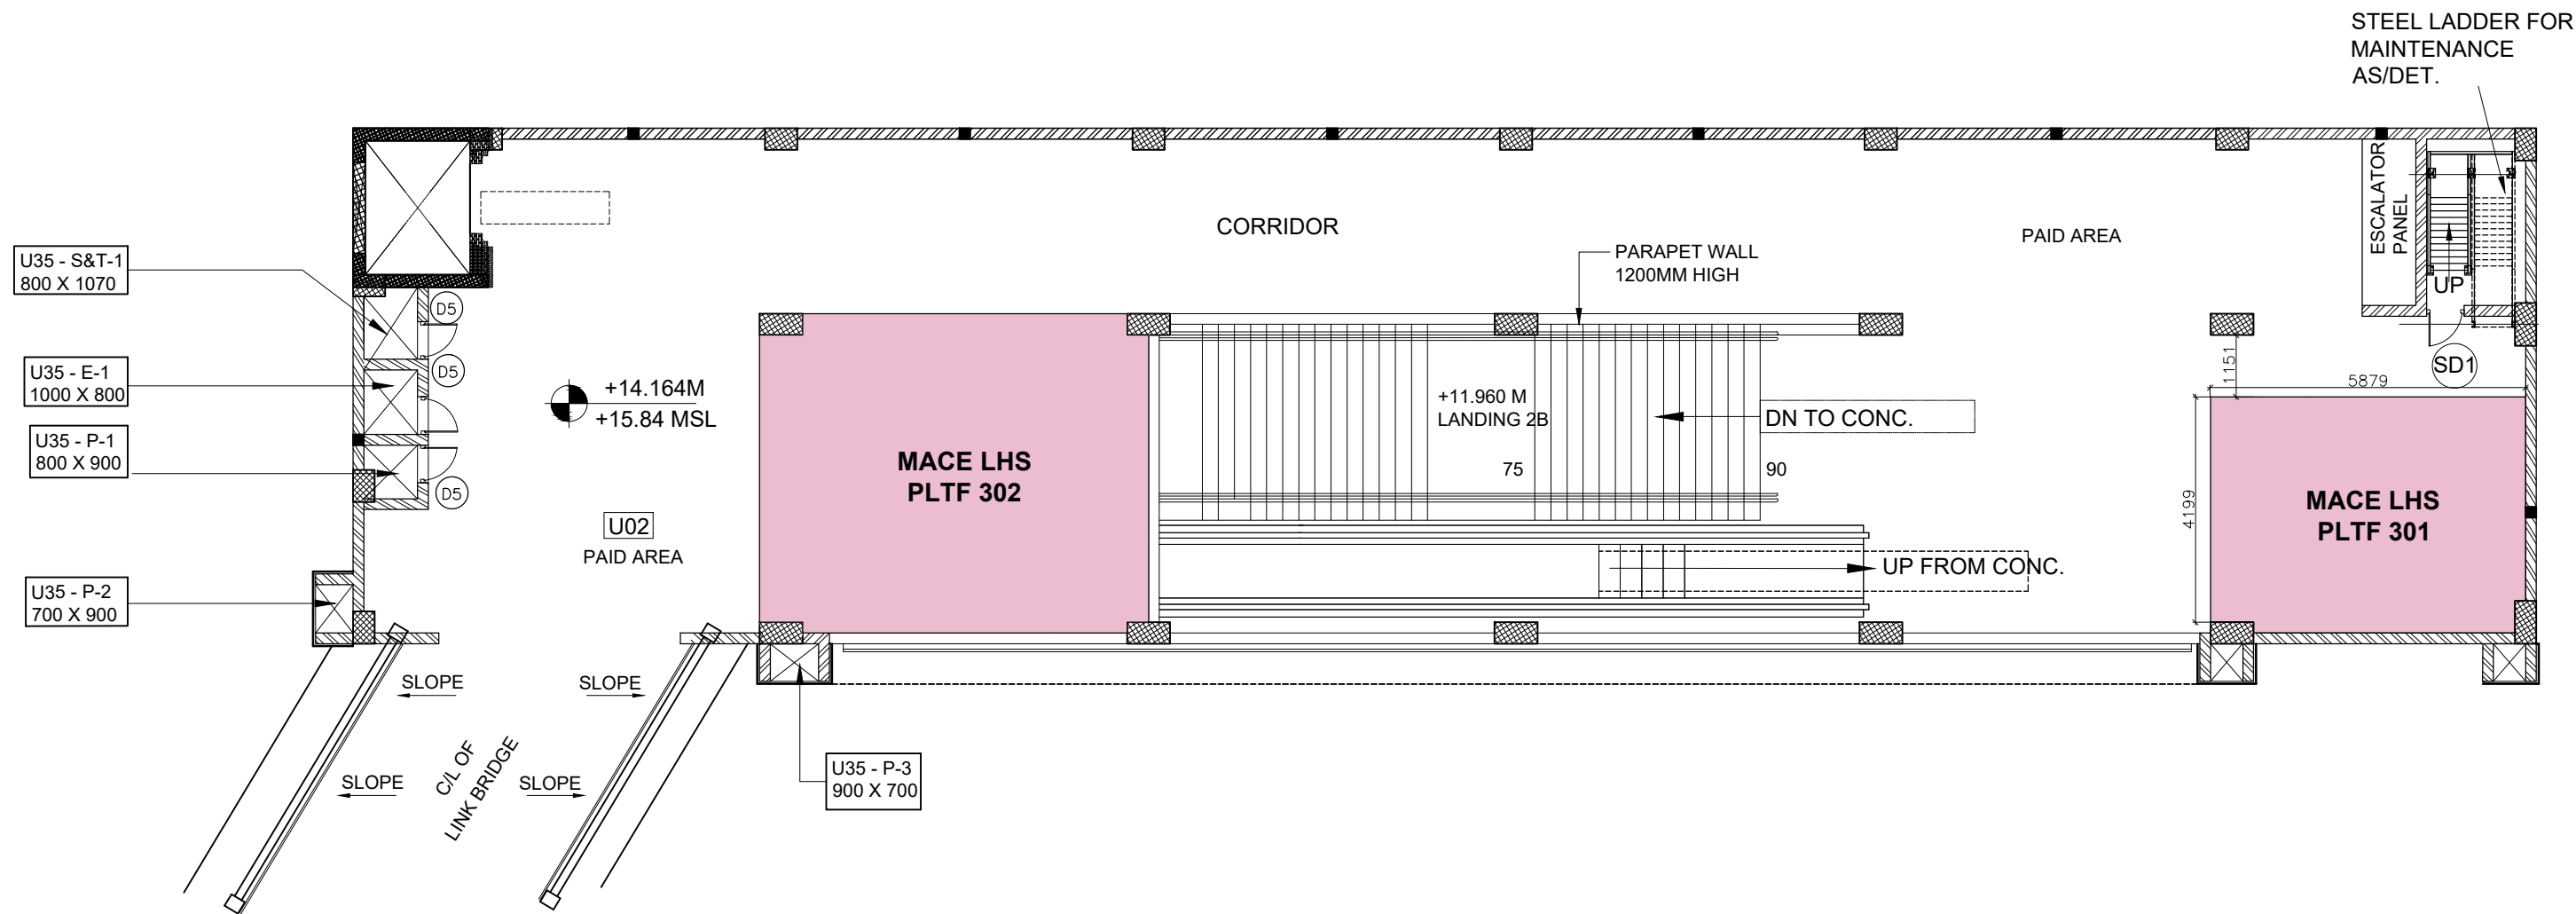 STEEL LADDER FOR
MAINTENANCE
AS/DET.
ESCALATOR
PANEL
UP
CORRIDOR
PAID AREA
PARAPET WALL
1200MM HIGH
U35 - S&T-1
800 X 1070
D5
U35 - E-1
1000 X 800
D5
U35 - P-1
800 X 900
D5
+14.164M
+15.84 MSL
MACE LHS
PLTF 302
+11.960 M
LANDING 2B
DN TO CONC.
75
90
1151
5879
SD1
4199
MACE LHS
PLTF 301
U02
PAID AREA
UP FROM CONC.
U35 - P-2
700 X 900
SLOPE
SLOPE
SLOPE
SLOPE
C/L OF
LINK BRIDGE
U35 - P-3
900 X 700